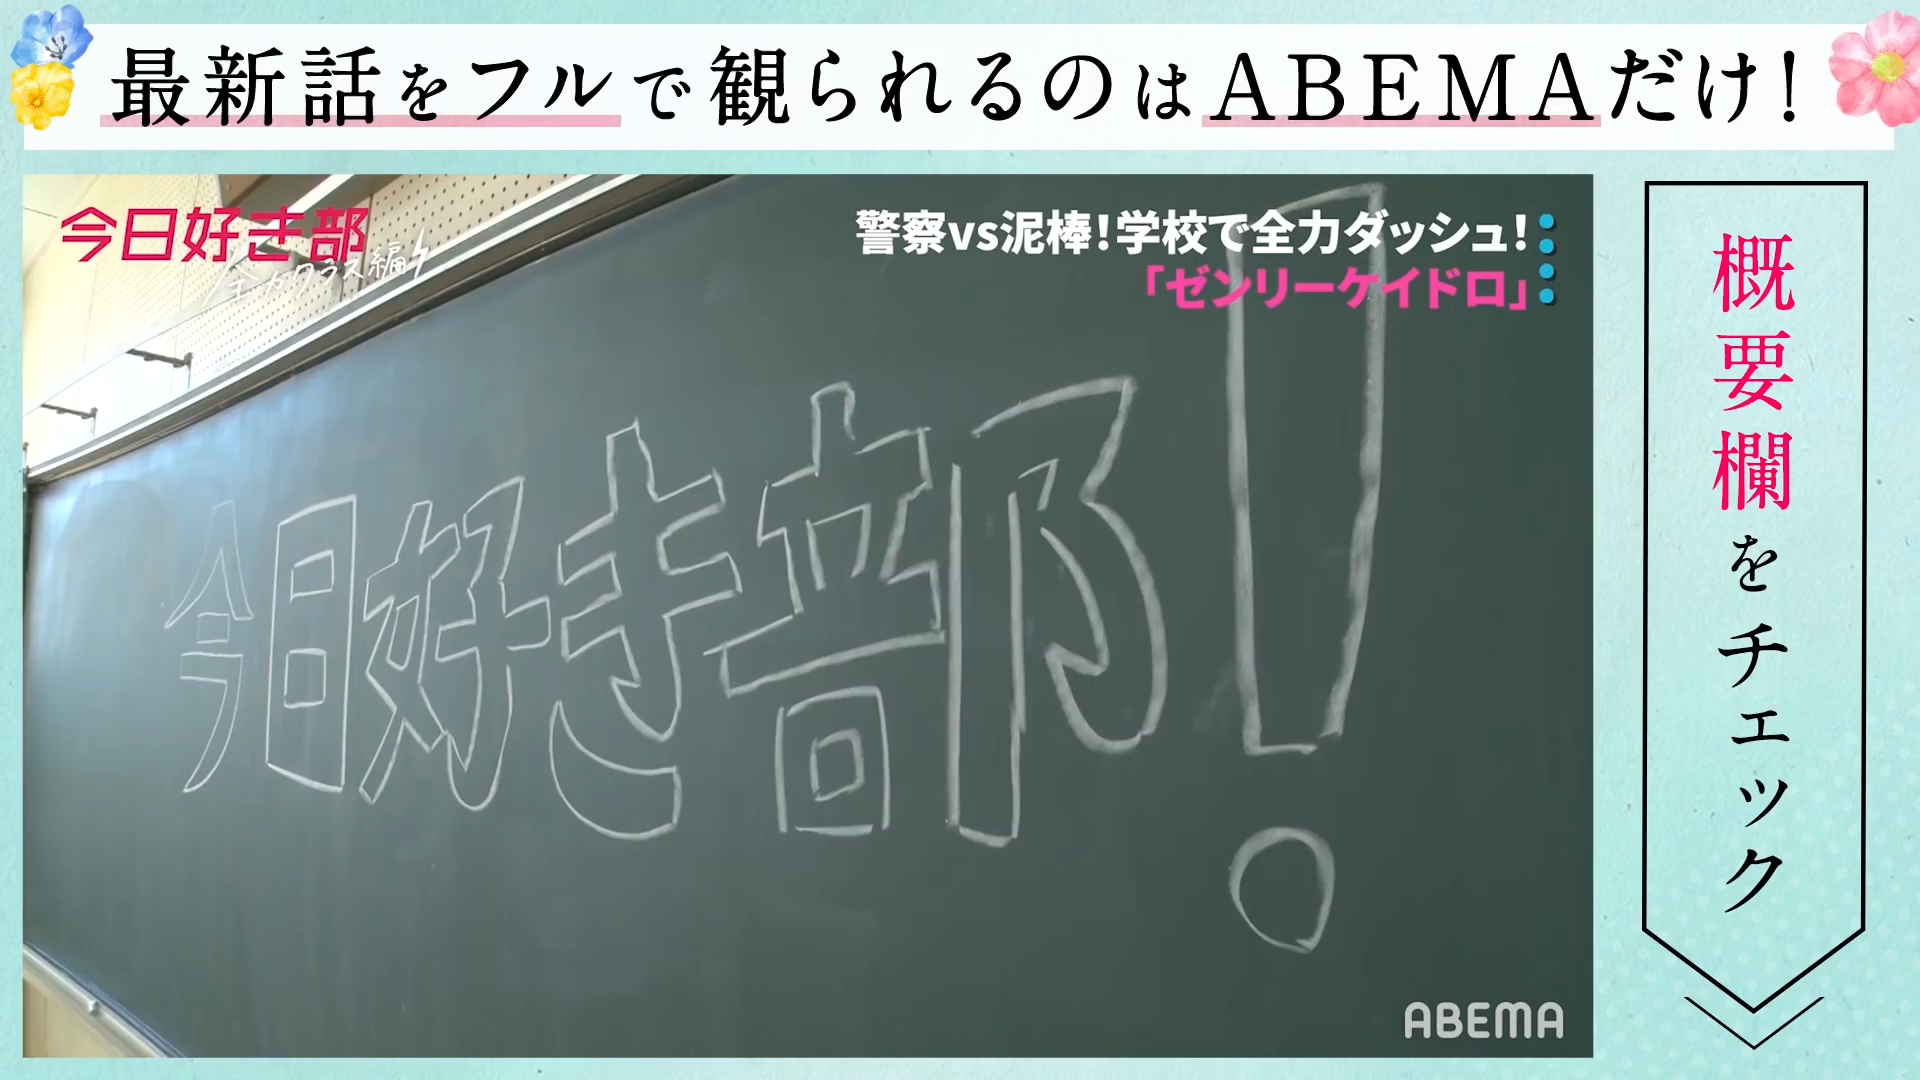 最新話をフルで観られるのはABEMAだけ!
今日好き部
全力クラス編
警察vs泥棒!学校で全力ダッシュ!
「ゼンリーケイドロ」
今日好き部!
概要欄をチェック
ABEMA